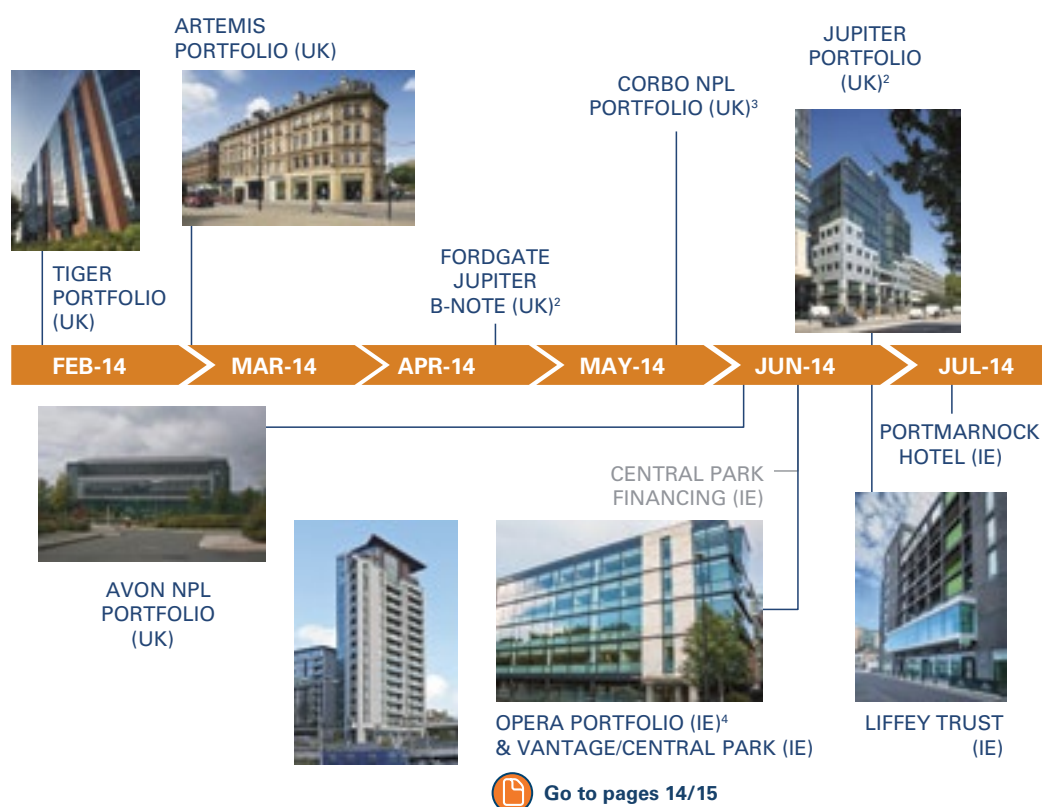 ARTEMIS
PORTFOLIO (UK)
JUPITER
PORTFOLIO
(UK)²
CORBO NPL
PORTFOLIO (UK)³
TIGER
PORTFOLIO
(UK)
FORDGATE
JUPITER
B-NOTE (UK)²
FEB-14
MAR-14
APR-14
MAY-14
JUN-14
JUL-14
PORTMARNOCK
HOTEL (IE)
CENTRAL PARK
FINANCING (IE)
AVON NPL
PORTFOLIO
(UK)
OPERA PORTFOLIO (IE)⁴
& VANTAGE/CENTRAL PARK (IE)
LIFFEY TRUST
(IE)
Go to pages 14/15